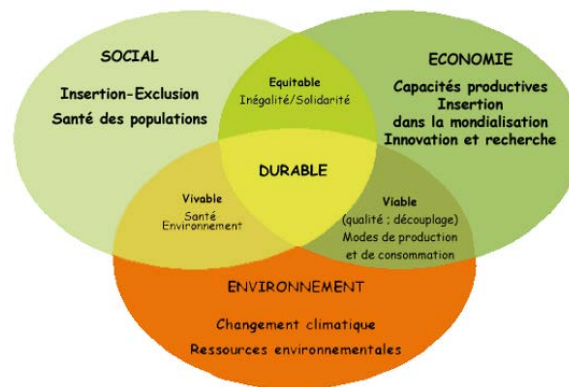 SOCIAL
Insertion-Exclusion
Santé des populations
Equitable
Inégalité/Solidarité
ECONOMIE
Capacités productives
Insertion
dans la mondialisation
Innovation et recherche
DURABLE
Vivable
Santé
Environnement
Viable
(qualité ; découplage)
Modes de production
et de consommation
ENVIRONNEMENT
Changement climatique
Ressources environnementales